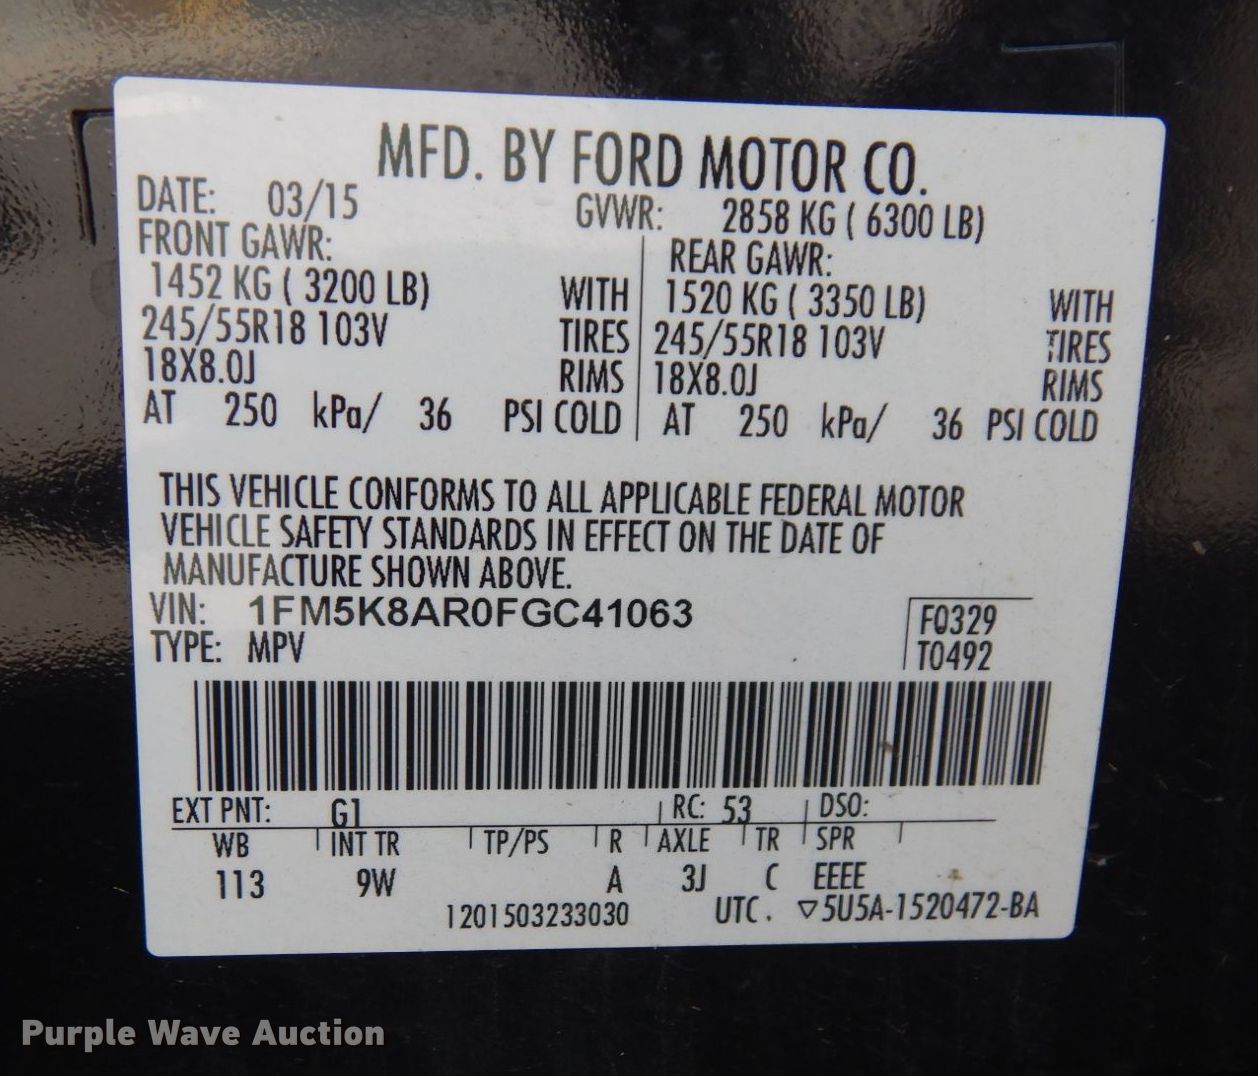 MFD. BY FORD MOTOR CO.
DATE: 03/15 GVWR: 2858 KG ( 6300 LB)
FRONT GAWR: REAR GAWR:
1452 KG ( 3200 LB) WITH 1520 KG ( 3350 LB) WITH
245/55R18 103V TIRES 245/55R18 103V TIRES
18X8.0J RIMS 18X8.0J RIMS
AT 250 kPa/ 36 PSI COLD AT 250 kPa/ 36 PSI COLD
THIS VEHICLE CONFORMS TO ALL APPLICABLE FEDERAL MOTOR
VEHICLE SAFETY STANDARDS IN EFFECT ON THE DATE OF
MANUFACTURE SHOWN ABOVE.
VIN: 1FM5K8AR0FGC41063 F0329
TYPE: MPV T0492
EXT PNT: G1 RC: 53 DSO:
WB INT TR TP/PS R AXLE TR SPR
113 9W A 3J C EEEE
1201503233030 UTC. ▽5U5A-1520472-BA
Purple Wave Auction